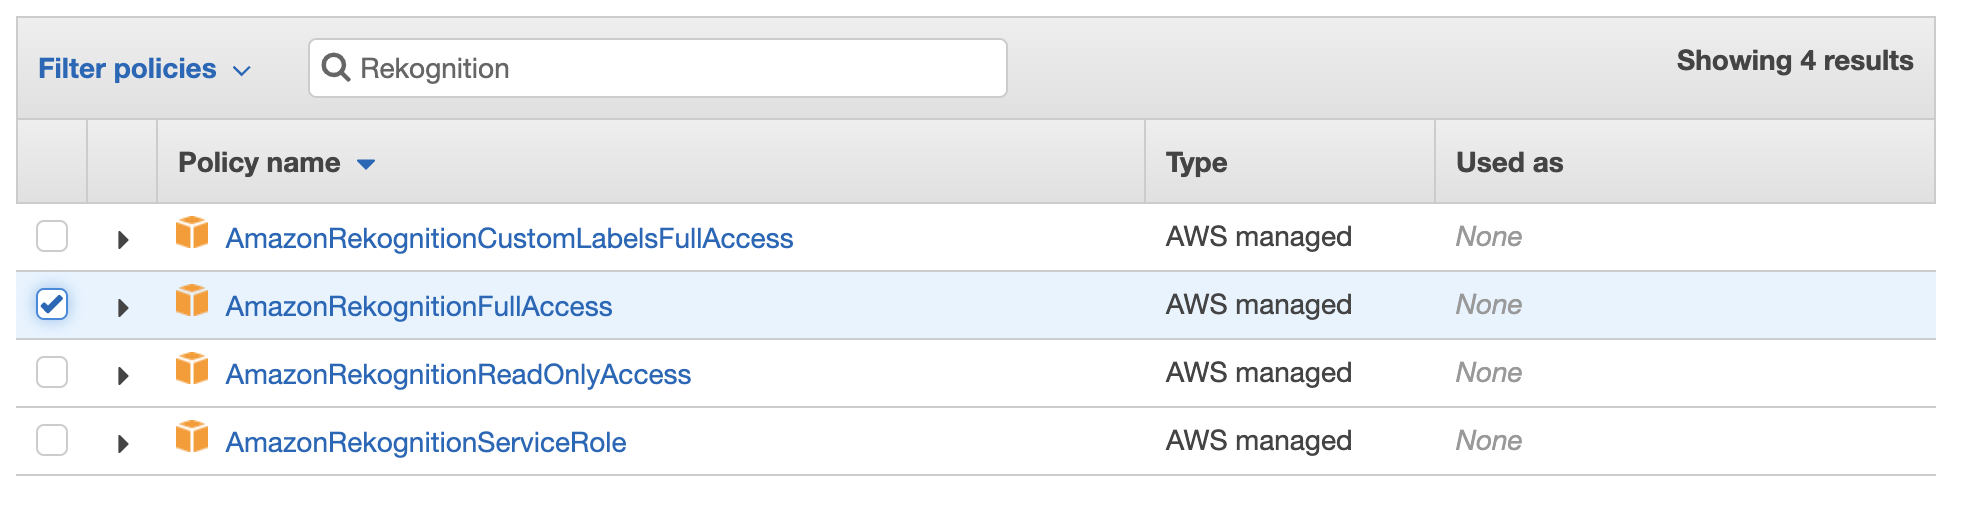 Filter policies
Rekognition
Showing 4 results
Policy name
Type
Used as
AmazonRekognitionCustomLabelsFullAccess AWS managed None
AmazonRekognitionFullAccess AWS managed None
AmazonRekognitionReadOnlyAccess AWS managed None
AmazonRekognitionServiceRole AWS managed None